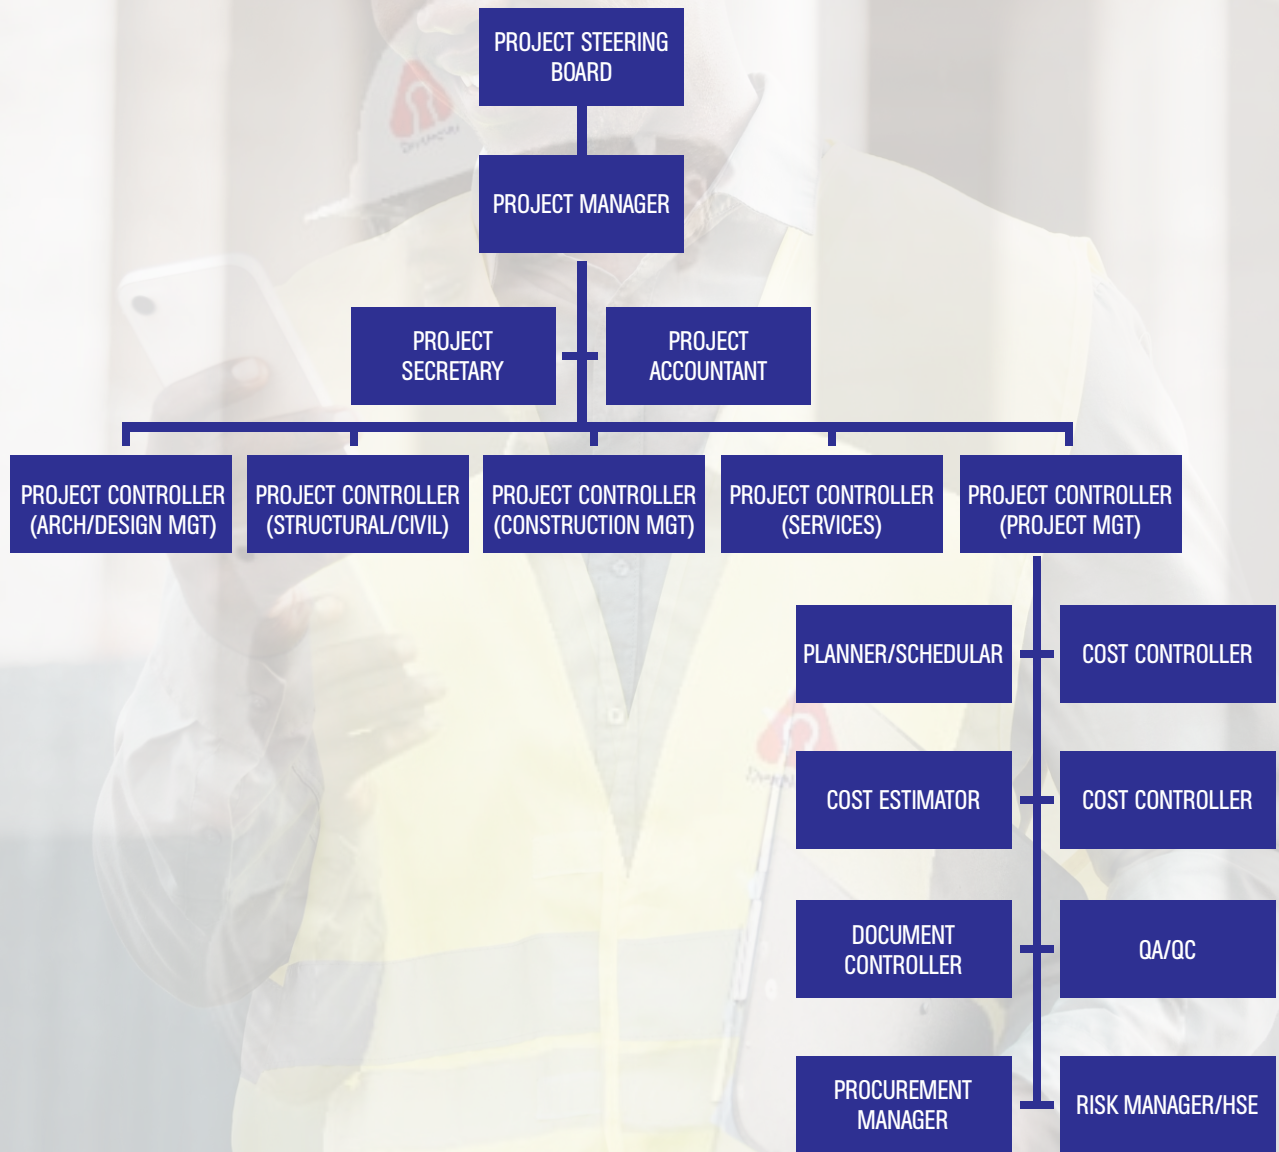 PROJECT STEERING
BOARD
PROJECT MANAGER
PROJECT
SECRETARY
PROJECT
ACCOUNTANT
PROJECT CONTROLLER
(ARCH/DESIGN MGT)
PROJECT CONTROLLER
(STRUCTURAL/CIVIL)
PROJECT CONTROLLER
(CONSTRUCTION MGT)
PROJECT CONTROLLER
(SERVICES)
PROJECT CONTROLLER
(PROJECT MGT)
PLANNER/SCHEDULAR
COST CONTROLLER
COST ESTIMATOR
COST CONTROLLER
DOCUMENT
CONTROLLER
QA/QC
PROCUREMENT
MANAGER
RISK MANAGER/HSE